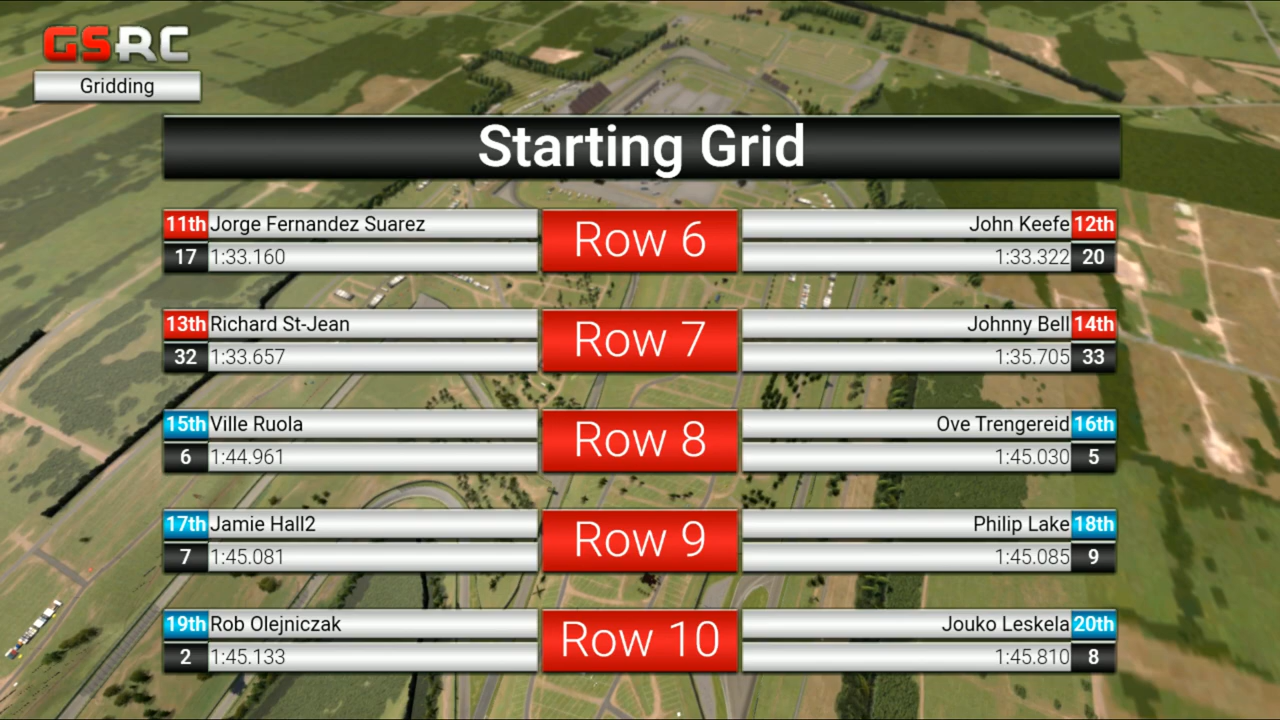 GSRC
Gridding
Starting Grid
11th Jorge Fernandez Suarez Row 6 John Keefe 12th
17 1:33.160 1:33.322 20
13th Richard St-Jean Row 7 Johnny Bell 14th
32 1:33.657 1:35.705 33
15th Ville Ruola Row 8 Ove Trengereid 16th
6 1:44.961 1:45.030 5
17th Jamie Hall2 Row 9 Philip Lake 18th
7 1:45.081 1:45.085 9
19th Rob Olejniczak Row 10 Jouko Leskela 20th
2 1:45.133 1:45.810 8